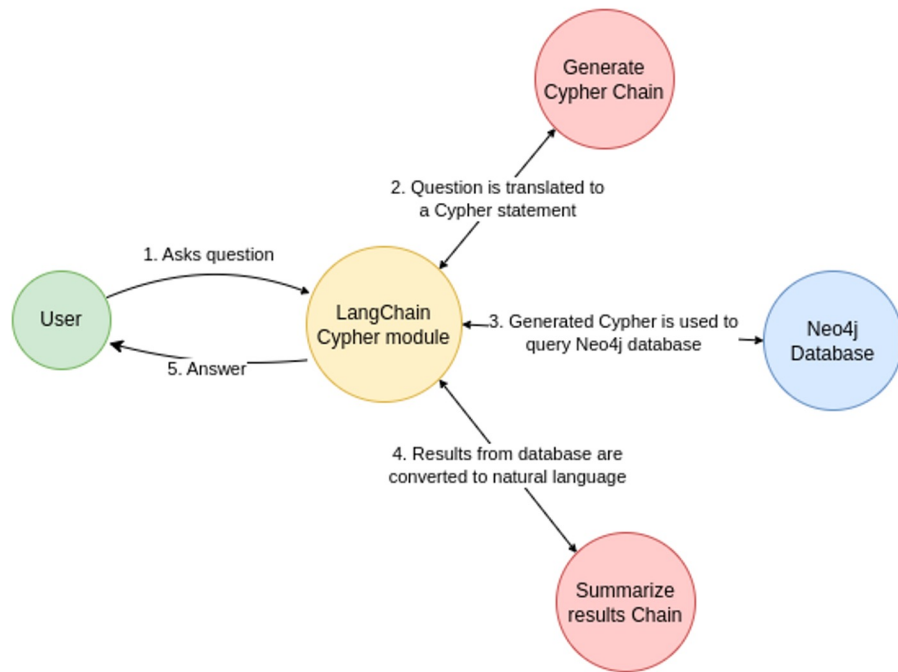 Generate
Cypher Chain
2. Question is translated to
a Cypher statement
1. Asks question
User
LangChain
Cypher module
3. Generated Cypher is used to
query Neo4j database
Neo4j
Database
5. Answer
4. Results from database are
converted to natural language
Summarize
results Chain